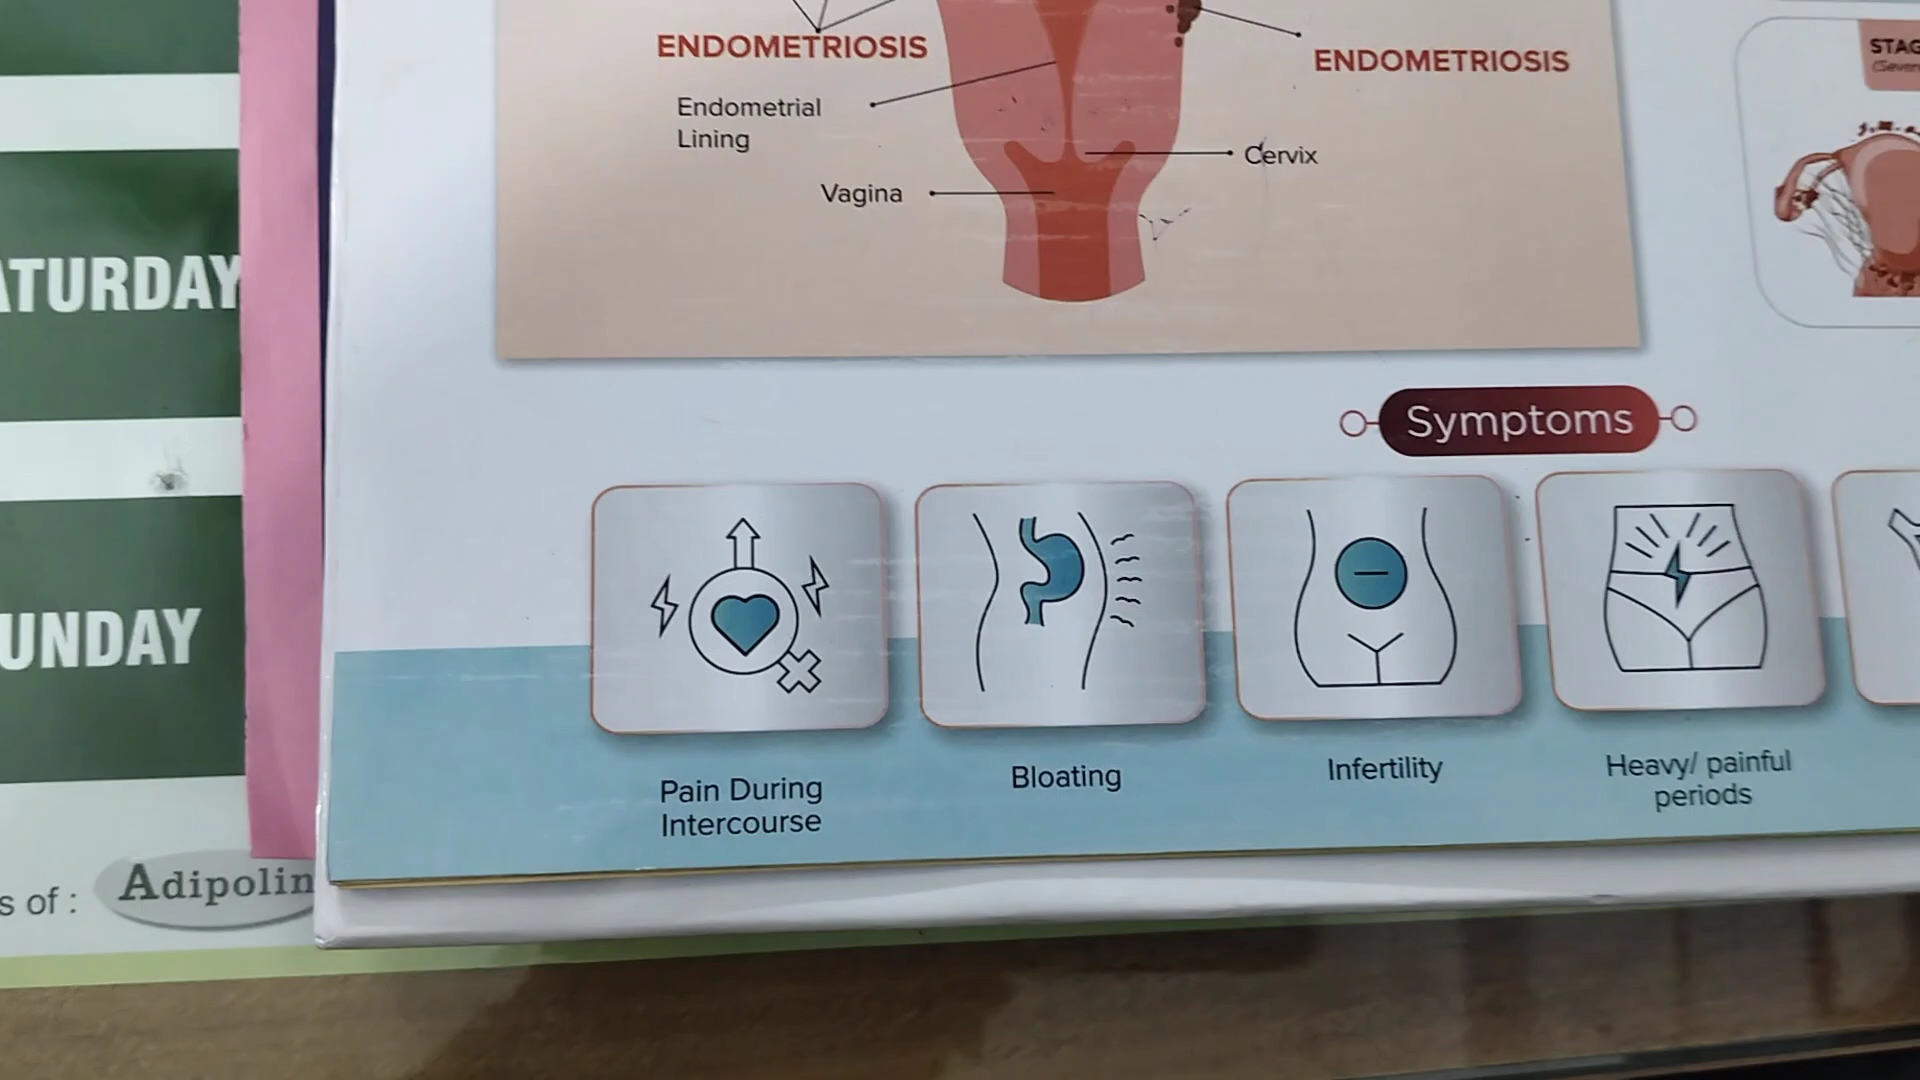 ATURDAY
UNDAY
s of :
Adipolin
ENDOMETRIOSIS
ENDOMETRIOSIS
Endometrial
Lining
Cervix
Vagina
STAG
(Sever
Symptoms
Pain During
Intercourse
Bloating
Infertility
Heavy/ painful
periods